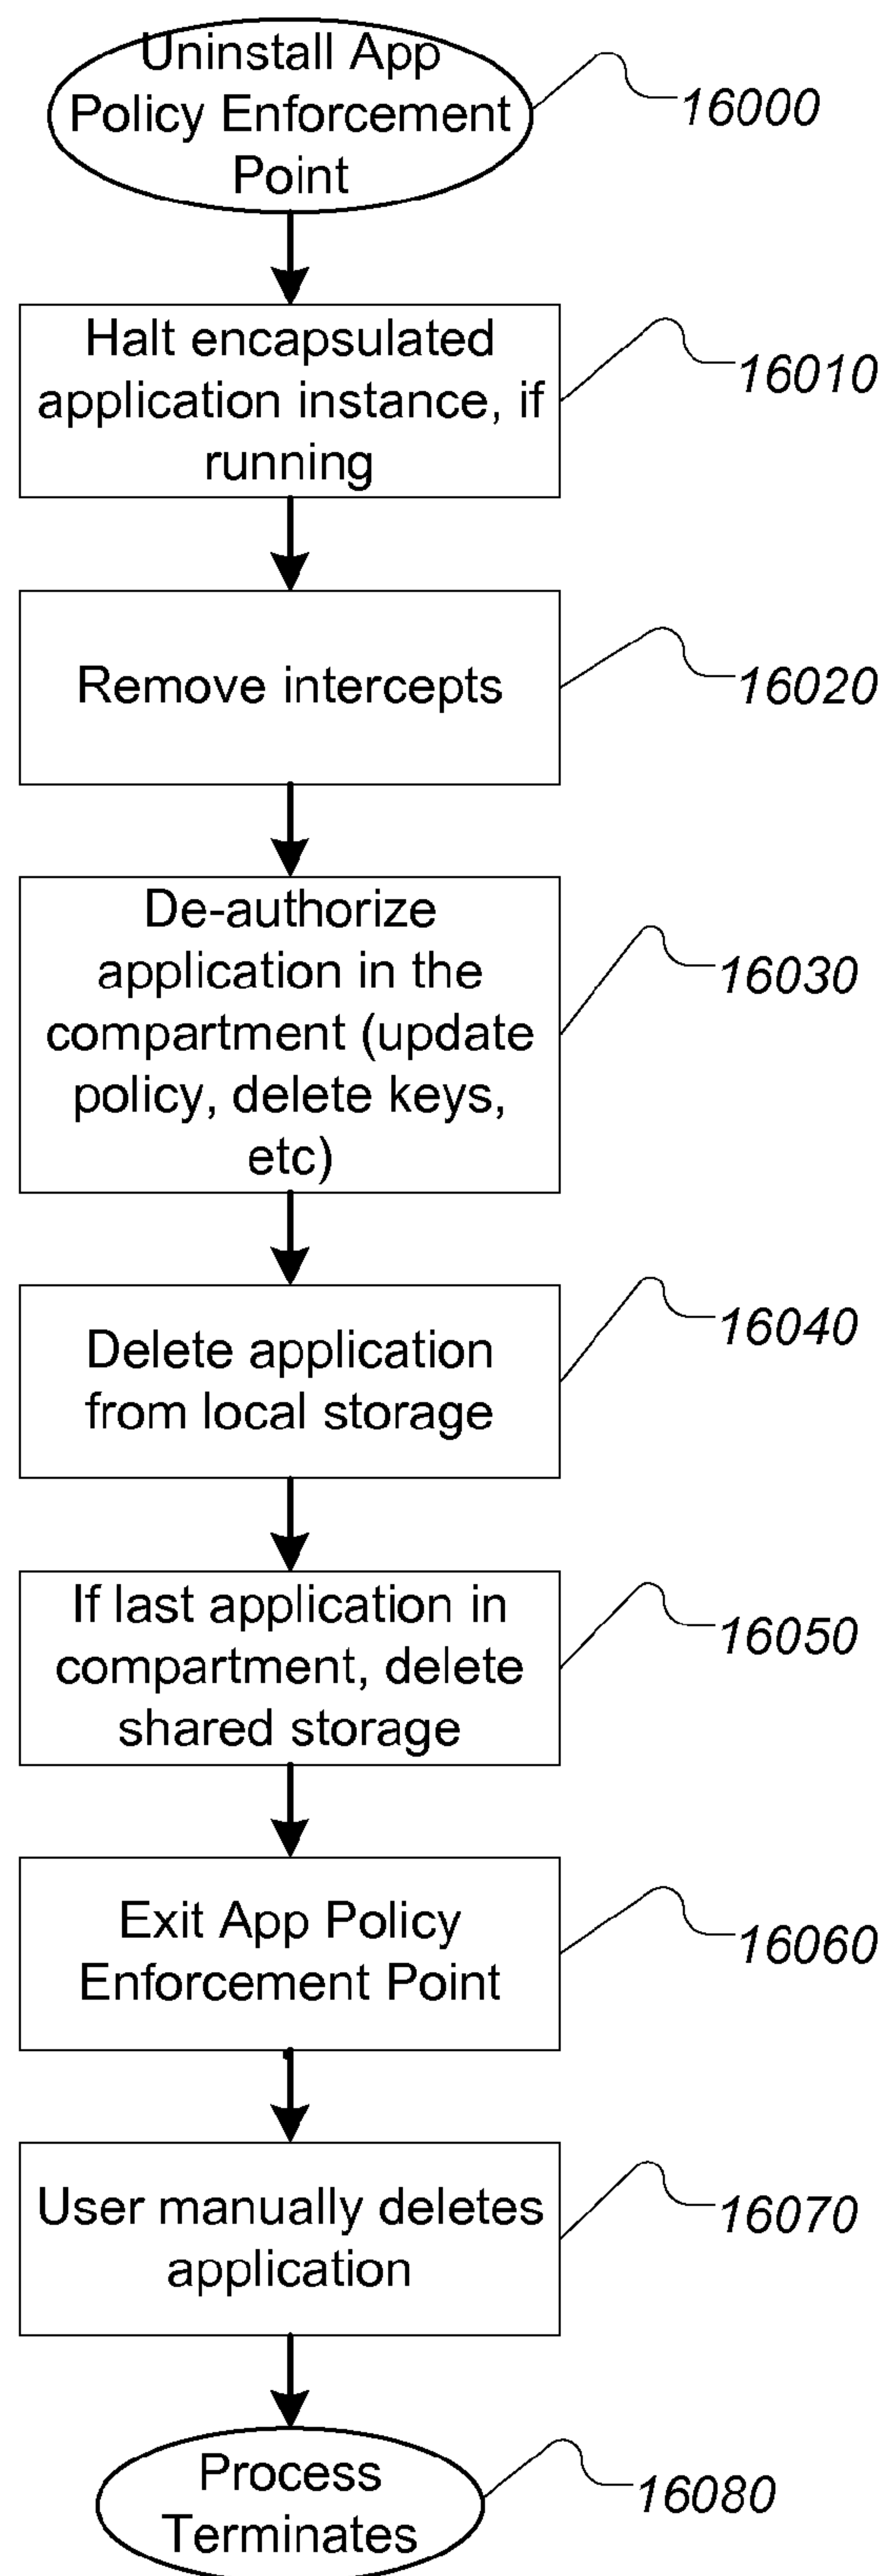 Uninstall App
Policy Enforcement
Point
16000
Halt encapsulated
application instance, if
running
16010
Remove intercepts
16020
De-authorize
application in the
compartment (update
policy, delete keys,
etc)
16030
Delete application
from local storage
16040
If last application in
compartment, delete
shared storage
16050
Exit App Policy
Enforcement Point
16060
User manually deletes
application
16070
Process
Terminates
16080